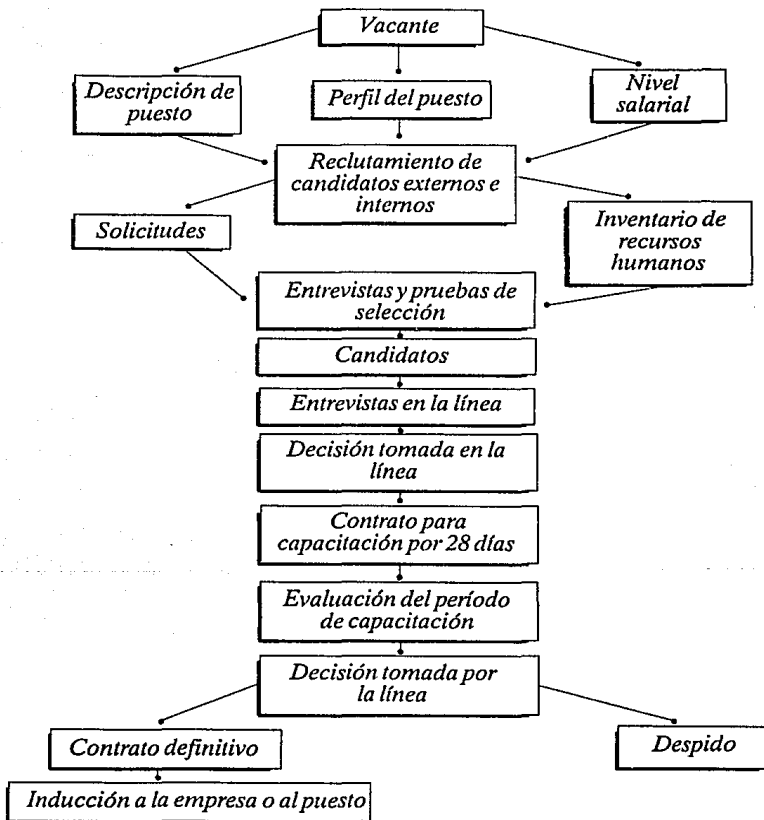 Vacante
Descripción de
puesto
Perfil del puesto
Nivel
salarial
Reclutamiento de
candidatos externos e
internos
Solicitudes
Inventario de
recursos
humanos
Entrevistas y pruebas de
selección
Candidatos
Entrevistas en la línea
Decisión tomada en la
línea
Contrato para
capacitación por 28 días
Evaluación del período
de capacitación
Decisión tomada por
la línea
Contrato definitivo
Despido
Inducción a la empresa o al puesto